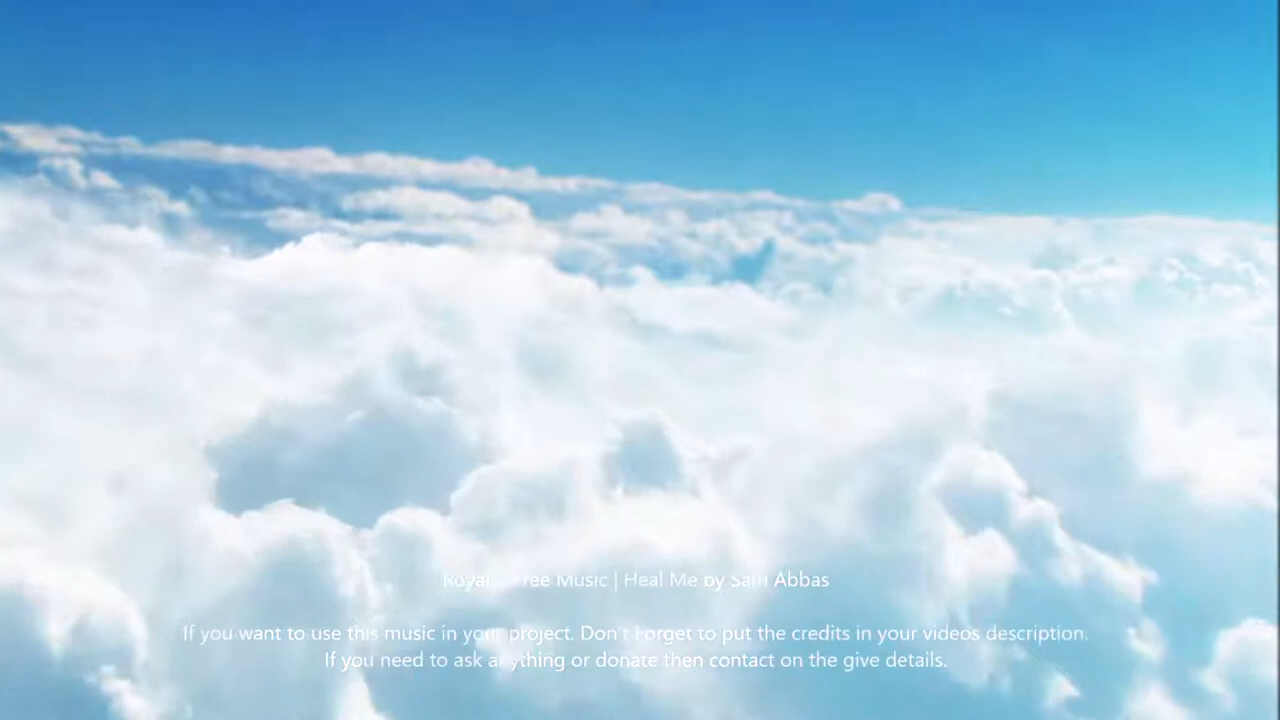 Royalty Free Music | Heal Me by Sami Abbas
If you want to use this music in your project. Don't Forget to put the credits in your videos description.
If you need to ask anything or donate then contact on the give details.